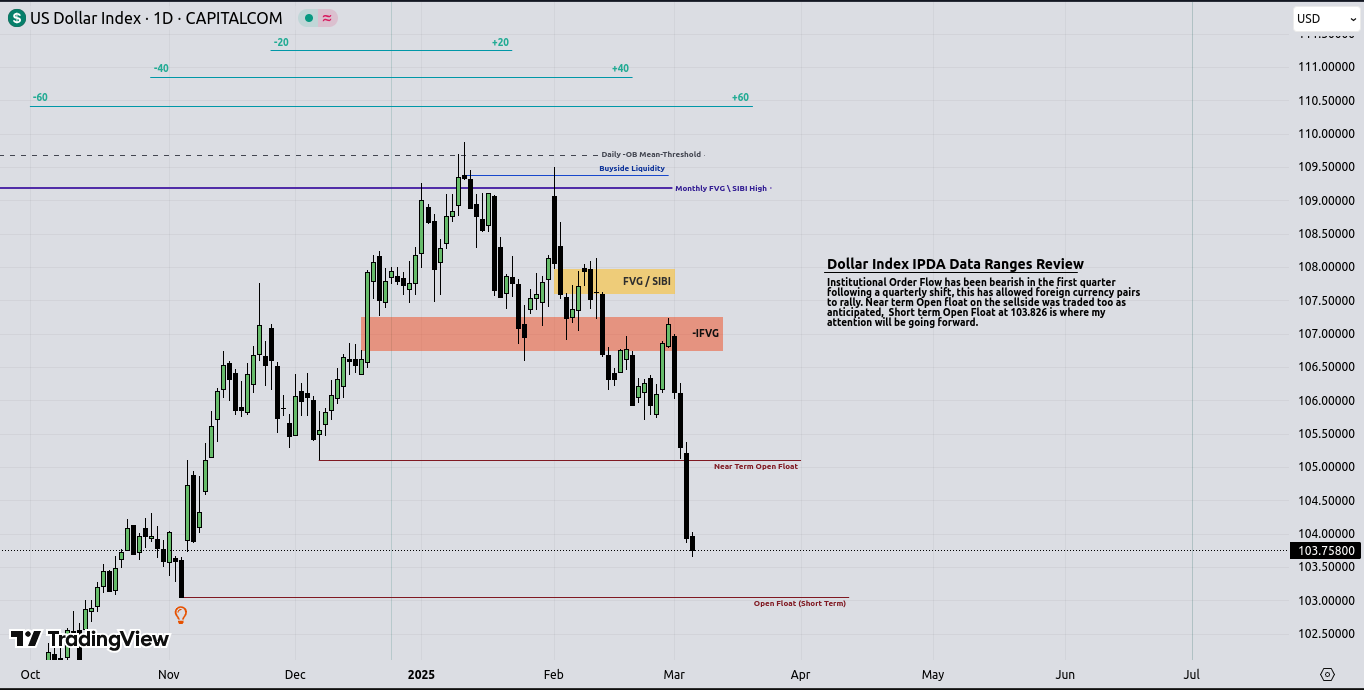 US Dollar Index · 1D · CAPITALCOM
USD
-20 +20
-40 +40
-60 +60
111.00000
110.50000
110.00000
109.50000
109.00000
108.50000
108.00000
107.50000
107.00000
106.50000
106.00000
105.50000
105.00000
104.50000
104.00000
103.75800
103.50000
103.00000
102.50000
Daily -OB Mean-Threshold
Buyside Liquidity
Monthly FVG \ SIBI High
FVG / SIBI
-IFVG
Dollar Index IPDA Data Ranges Review
Institutional Order Flow has been bearish in the first quarter
following a quarterly shift, this has allowed foreign currency pairs
to rally. Near term Open float on the sellside was traded too as
anticipated, Short term Open Float at 103.826 is where my
attention will be going forward.
Near Term Open Float
Open Float (Short Term)
TradingView
Oct Nov Dec 2025 Feb Mar Apr May Jun Jul